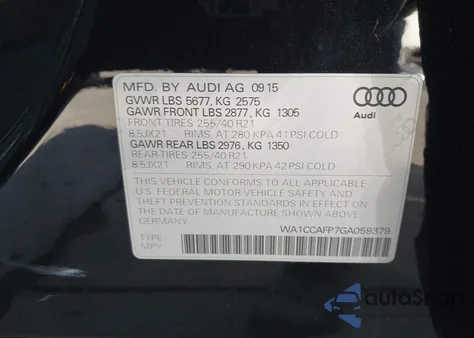 MFD. BY AUDI AG 09 15
GVWR LBS 5677, KG 2575
GAWR FRONT LBS 2877, KG 1305
FRONT-TIRES 255/40 R21
8.5JX21 RIMS, AT 280 KPA 41 PSI COLD
GAWR REAR LBS 2976, KG 1350
REAR-TIRES 255/40 R21
8.5JX21 RIMS, AT 290 KPA 42 PSI COLD
Audi
THIS VEHICLE CONFORMS TO ALL APPLICABLE
U.S. FEDERAL MOTOR VEHICLE SAFETY AND
THEFT PREVENTION STANDARDS IN EFFECT ON
THE DATE OF MANUFACTURE SHOWN ABOVE
GERMANY
WA1CCAFP7GA059379
TYPE
MPV
autoSnap